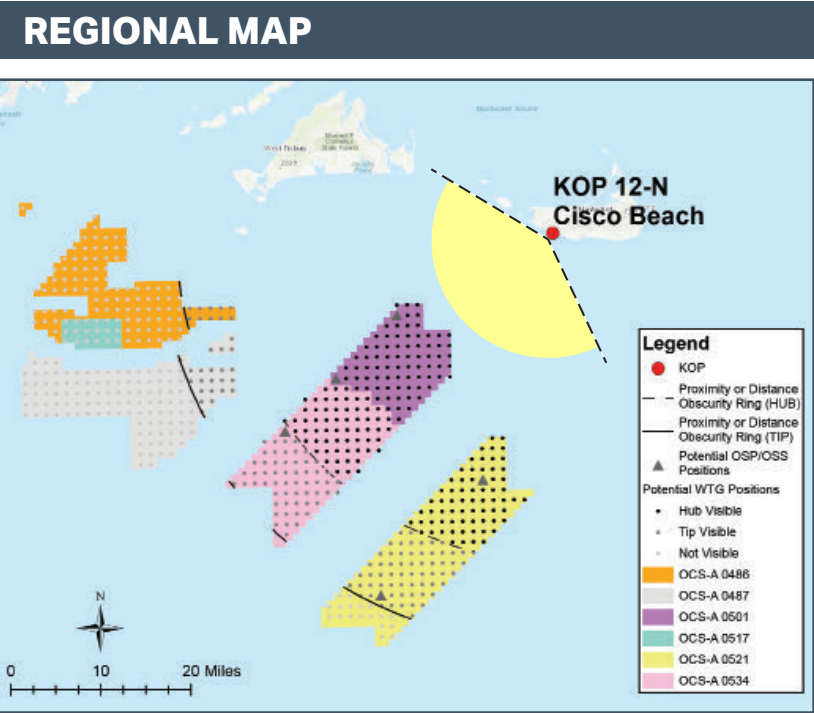 REGIONAL MAP
Nantucket Sound
West Tisbury
KOP 12-N
Cisco Beach
Legend
KOP
Proximity or Distance
Obscurity Ring (HUB)
Proximity or Distance
Obscurity Ring (TIP)
Potential OSP/OSS
Positions
Potential WTG Positions
Hub Visible
Tip Visible
Not Visible
OCS-A 0486
OCS-A 0487
OCS-A 0501
OCS-A 0517
OCS-A 0521
OCS-A 0534
N
0 10 20 Miles